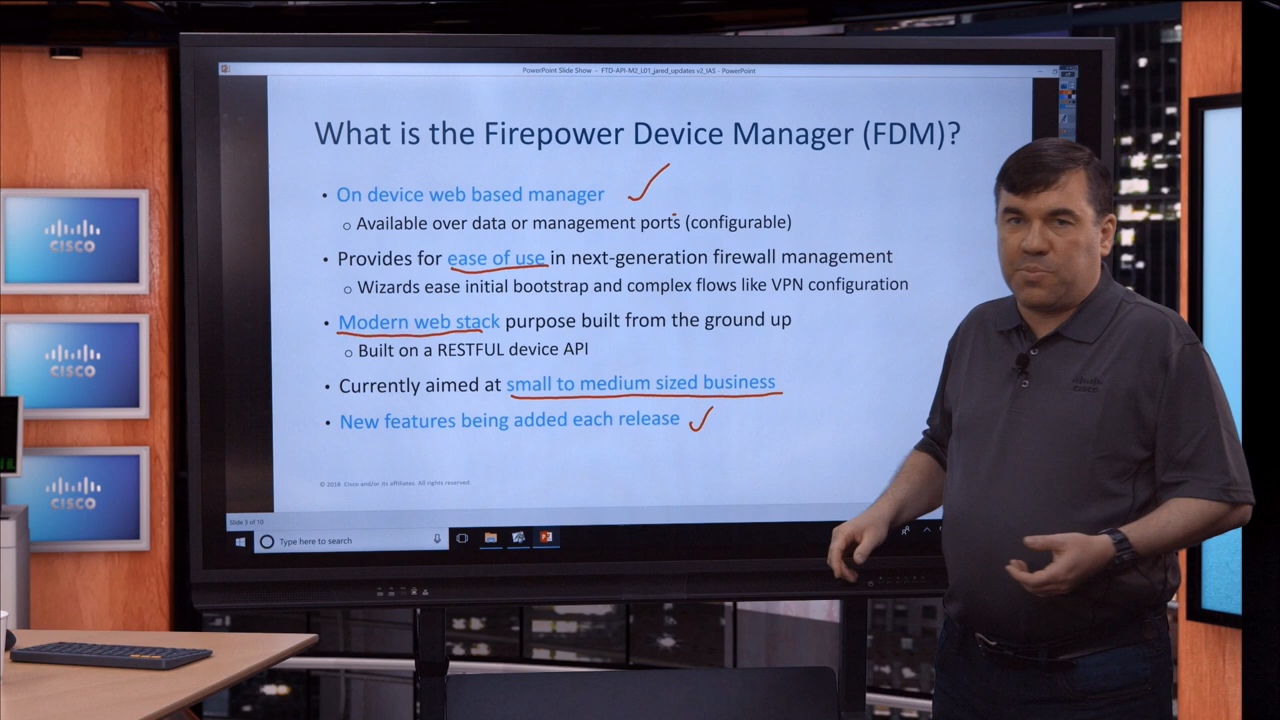 PowerPoint Slide Show - FTD-API-M2_L01_jared_updates v2_IAS - PowerPoint
What is the Firepower Device Manager (FDM)?
• On device web based manager
o Available over data or management ports (configurable)
• Provides for ease of use in next-generation firewall management
o Wizards ease initial bootstrap and complex flows like VPN configuration
• Modern web stack purpose built from the ground up
o Built on a RESTFUL device API
• Currently aimed at small to medium sized business
• New features being added each release
© 2018 Cisco and/or its affiliates. All rights reserved.
Slide 3 of 10
Type here to search
CISCO
CISCO
CISCO
CISCO